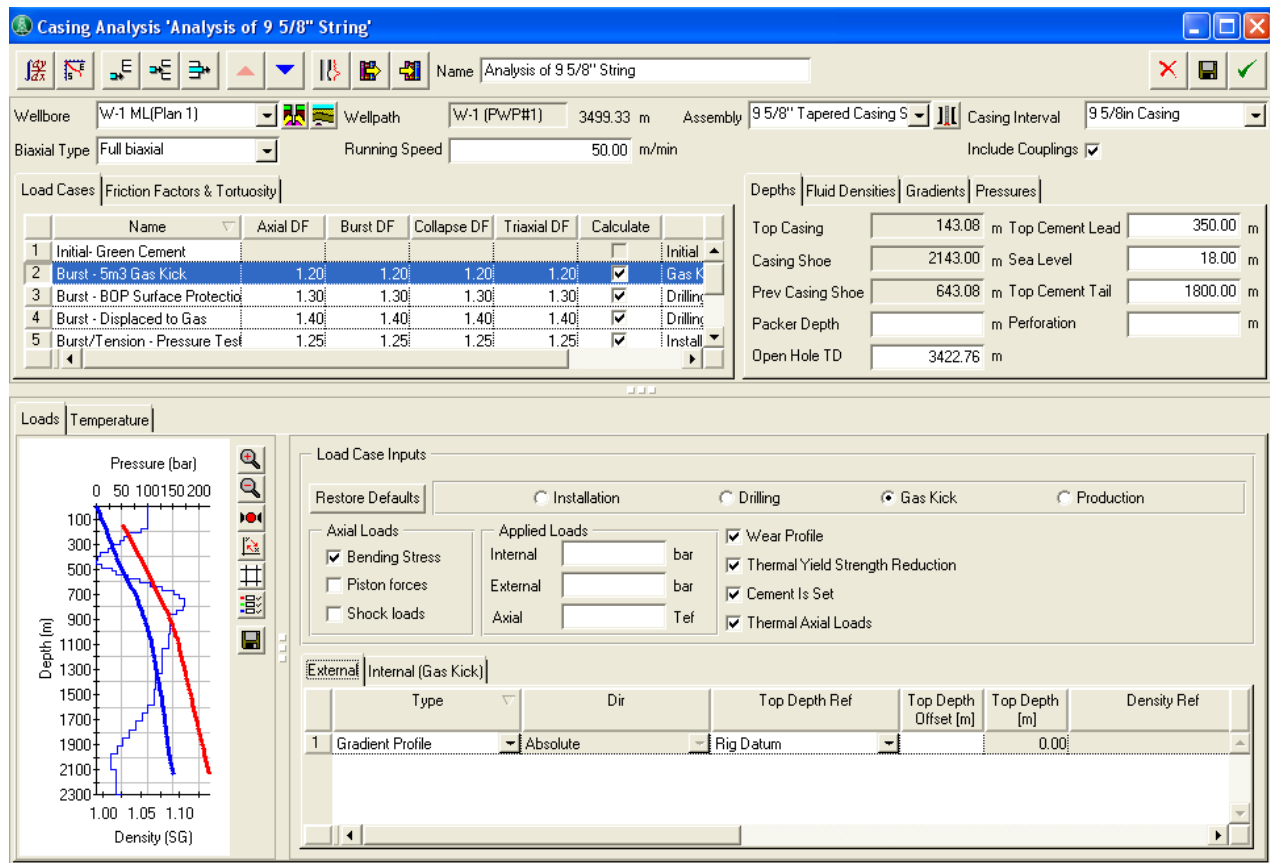 Casing Analysis 'Analysis of 9 5/8" String'
Name Analysis of 9 5/8" String
Wellbore W-1 ML(Plan 1) Wellpath W-1 (PWP#1) 3499.33 m Assembly 9 5/8" Tapered Casing S Casing Interval 9 5/8in Casing
Biaxial Type Full biaxial Running Speed 50.00 m/min Include Couplings
Load Cases Friction Factors & Tortuosity
Name Axial DF Burst DF Collapse DF Triaxial DF Calculate
1 Initial- Green Cement Initial
2 Burst - 5m3 Gas Kick 1.20 1.20 1.20 1.20 Gas K
3 Burst - BOP Surface Protectio 1.30 1.30 1.30 1.30 Drilling
4 Burst - Displaced to Gas 1.40 1.40 1.40 1.40 Drilling
5 Burst/Tension - Pressure Test 1.25 1.25 1.25 1.25 Install
Depths Fluid Densities Gradients Pressures
Top Casing 143.08 m Top Cement Lead 350.00 m
Casing Shoe 2143.00 m Sea Level 18.00 m
Prev Casing Shoe 643.08 m Top Cement Tail 1800.00 m
Packer Depth m Perforation m
Open Hole TD 3422.76 m
Loads Temperature
Pressure (bar)
0 50 100 150 200
Depth (m)
100
300
500
700
900
1100
1300
1500
1700
1900
2100
2300
1.00 1.05 1.10
Density (SG)
Load Case Inputs
Restore Defaults Installation Drilling Gas Kick Production
Axial Loads
Bending Stress
Piston forces
Shock loads
Applied Loads
Internal bar
External bar
Axial Tef
Wear Profile
Thermal Yield Strength Reduction
Cement Is Set
Thermal Axial Loads
External Internal (Gas Kick)
Type Dir Top Depth Ref Top Depth Offset [m] Top Depth [m] Density Ref
1 Gradient Profile Absolute Rig Datum 0.00